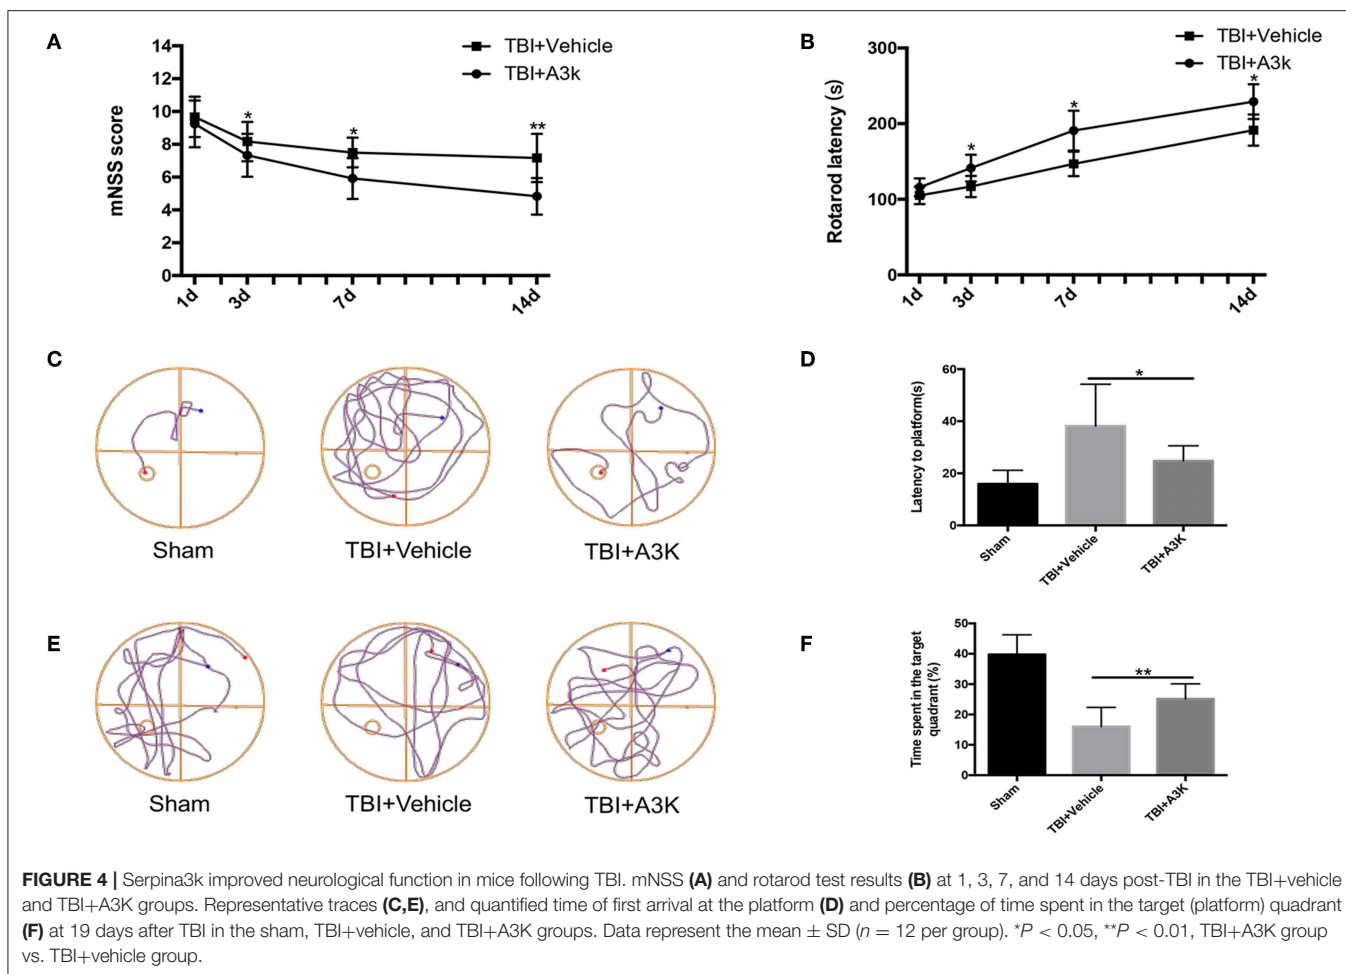 A
TBI+Vehicle
TBI+A3k
mNSS score
14
12
10
8
6
4
2
0
*
*
**
1d
3d
7d
14d
B
TBI+Vehicle
TBI+A3k
Rotarod latency (s)
300
200
100
0
*
*
*
1d
3d
7d
14d
C
Sham
TBI+Vehicle
TBI+A3K
D
Latency to platform(s)
60
40
20
0
*
Sham
TBI+Vehicle
TBI+A3K
E
Sham
TBI+Vehicle
TBI+A3K
F
Time spent in the target
quadrant (%)
50
40
30
20
10
0
**
Sham
TBI+Vehicle
TBI+A3K
FIGURE 4 | Serpina3k improved neurological function in mice following TBI. mNSS (A) and rotarod test results (B) at 1, 3, 7, and 14 days post-TBI in the TBI+vehicle
and TBI+A3K groups. Representative traces (C,E), and quantified time of first arrival at the platform (D) and percentage of time spent in the target (platform) quadrant
(F) at 19 days after TBI in the sham, TBI+vehicle, and TBI+A3K groups. Data represent the mean ± SD (n = 12 per group). *P < 0.05, **P < 0.01, TBI+A3K group
vs. TBI+vehicle group.